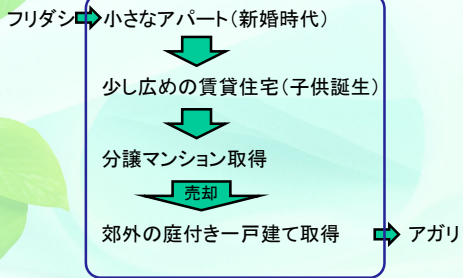 フリダシ
小さなアパート（新婚時代）
少し広めの賃貸住宅（子供誕生）
分譲マンション取得
売却
郊外の庭付き一戸建て取得
アガリ